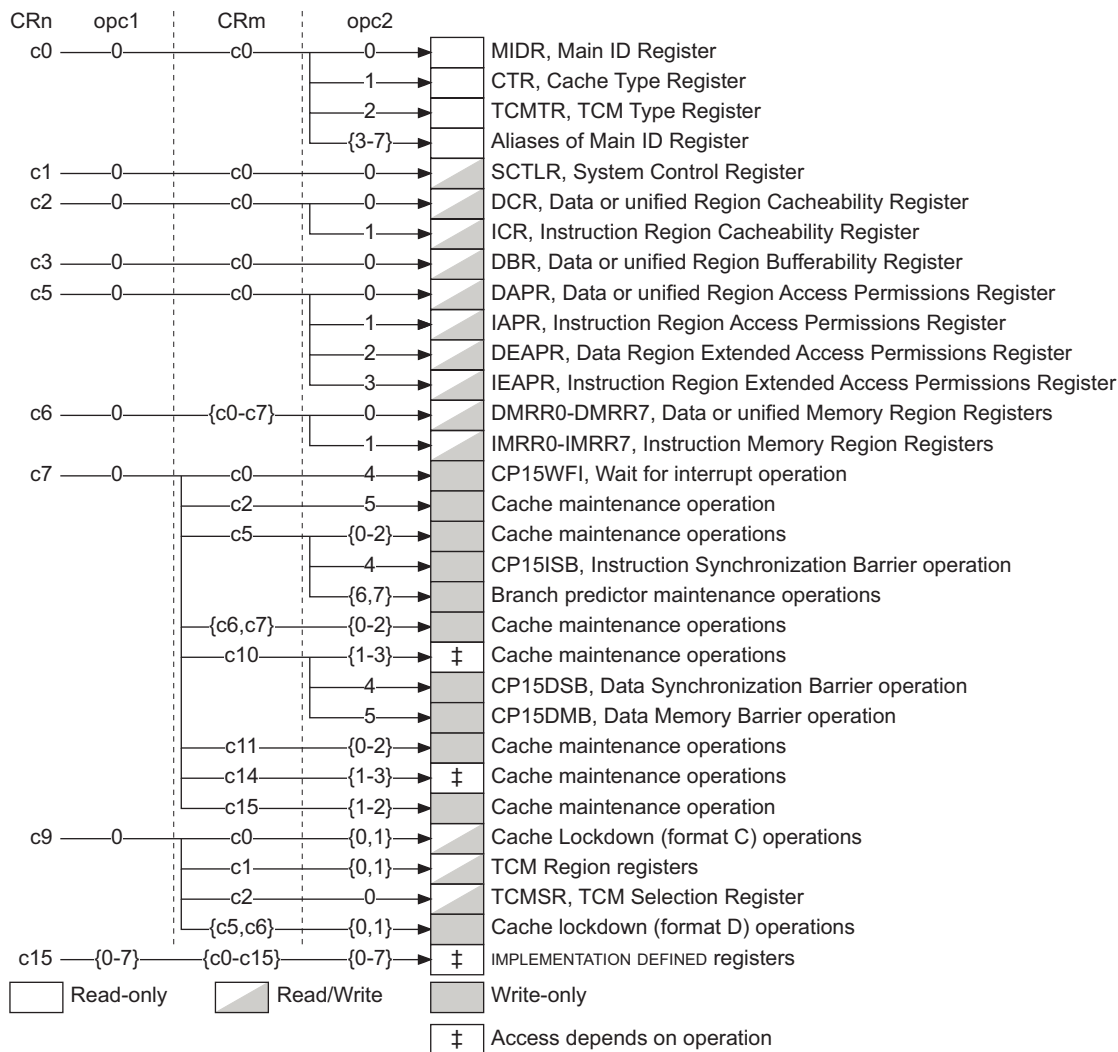 CRn opc1 CRm opc2
c0 0 c0 0 MIDR, Main ID Register
1 CTR, Cache Type Register
2 TCMTR, TCM Type Register
{3-7} Aliases of Main ID Register
c1 0 c0 0 SCTLR, System Control Register
c2 0 c0 0 DCR, Data or unified Region Cacheability Register
1 ICR, Instruction Region Cacheability Register
c3 0 c0 0 DBR, Data or unified Region Bufferability Register
c5 0 c0 0 DAPR, Data or unified Region Access Permissions Register
1 IAPR, Instruction Region Access Permissions Register
2 DEAPR, Data Region Extended Access Permissions Register
3 IEAPR, Instruction Region Extended Access Permissions Register
c6 0 {c0-c7} 0 DMRR0-DMRR7, Data or unified Memory Region Registers
1 IMRR0-IMRR7, Instruction Memory Region Registers
c7 0 c0 4 CP15WFI, Wait for interrupt operation
c2 5 Cache maintenance operation
c5 {0-2} Cache maintenance operations
4 CP15ISB, Instruction Synchronization Barrier operation
{6,7} Branch predictor maintenance operations
{c6,c7} {0-2} Cache maintenance operations
c10 {1-3} ‡ Cache maintenance operations
4 CP15DSB, Data Synchronization Barrier operation
5 CP15DMB, Data Memory Barrier operation
c11 {0-2} Cache maintenance operations
c14 {1-3} ‡ Cache maintenance operations
c15 {1-2} Cache maintenance operation
c9 0 c0 {0,1} Cache Lockdown (format C) operations
c1 {0,1} TCM Region registers
c2 0 TCMSR, TCM Selection Register
{c5,c6} {0,1} Cache lockdown (format D) operations
c15 {0-7} {c0-c15} {0-7} ‡ IMPLEMENTATION DEFINED registers
Read-only Read/Write Write-only
‡ Access depends on operation